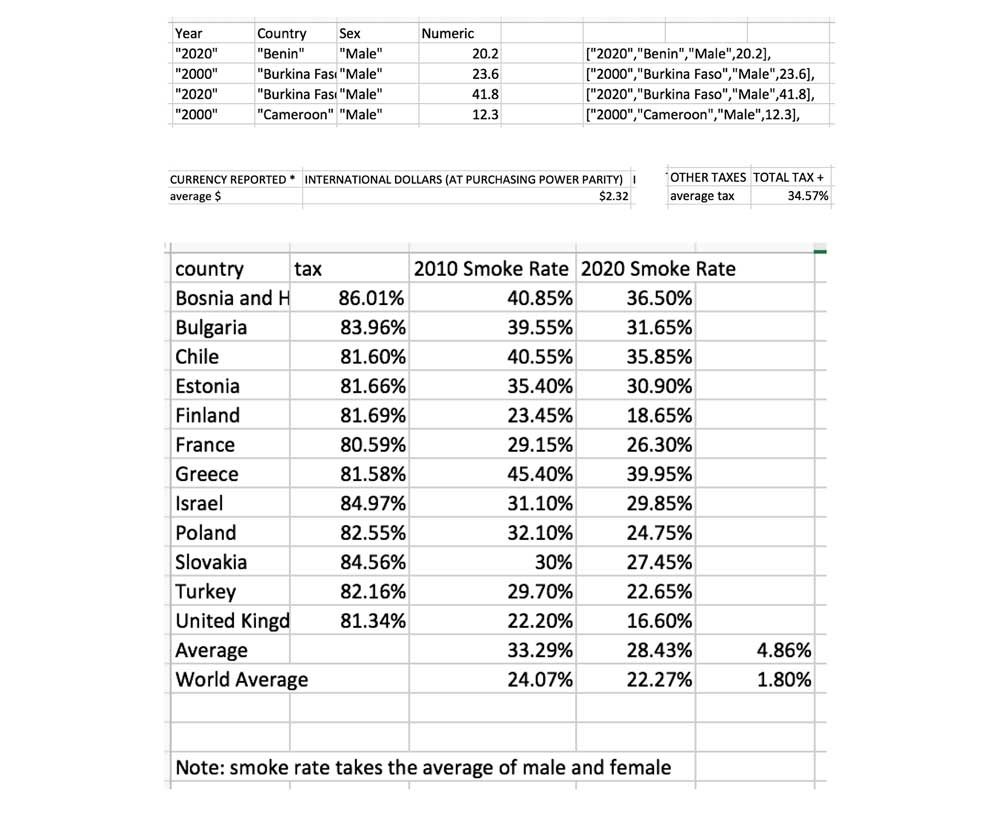 Year Country Sex Numeric
"2020" "Benin" "Male" 20.2 ["2020","Benin","Male",20.2],
"2000" "Burkina Fas "Male" 23.6 ["2000","Burkina Faso","Male",23.6],
"2020" "Burkina Fas "Male" 41.8 ["2020","Burkina Faso","Male",41.8],
"2000" "Cameroon" "Male" 12.3 ["2000","Cameroon","Male",12.3],
CURRENCY REPORTED * INTERNATIONAL DOLLARS (AT PURCHASING POWER PARITY) OTHER TAXES TOTAL TAX +
average $ $2.32 average tax 34.57%
country tax 2010 Smoke Rate 2020 Smoke Rate
Bosnia and H 86.01% 40.85% 36.50%
Bulgaria 83.96% 39.55% 31.65%
Chile 81.60% 40.55% 35.85%
Estonia 81.66% 35.40% 30.90%
Finland 81.69% 23.45% 18.65%
France 80.59% 29.15% 26.30%
Greece 81.58% 45.40% 39.95%
Israel 84.97% 31.10% 29.85%
Poland 82.55% 32.10% 24.75%
Slovakia 84.56% 30% 27.45%
Turkey 82.16% 29.70% 22.65%
United Kingd 81.34% 22.20% 16.60%
Average 33.29% 28.43% 4.86%
World Average 24.07% 22.27% 1.80%
Note: smoke rate takes the average of male and female